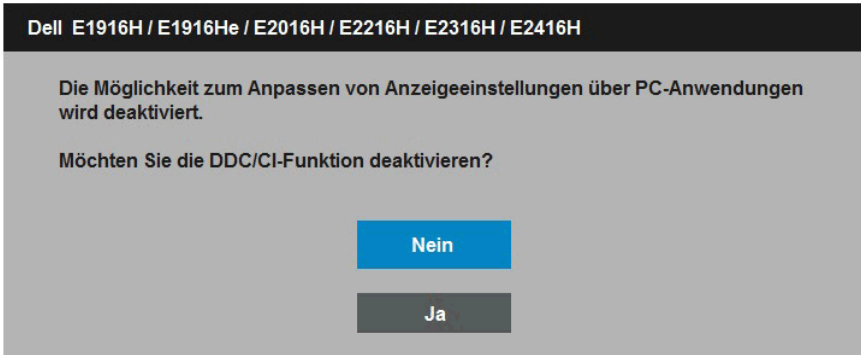 Dell E1916H / E1916He / E2016H / E2216H / E2316H / E2416H
Die Möglichkeit zum Anpassen von Anzeigeeinstellungen über PC-Anwendungen
wird deaktiviert.
Möchten Sie die DDC/CI-Funktion deaktivieren?
Nein
Ja